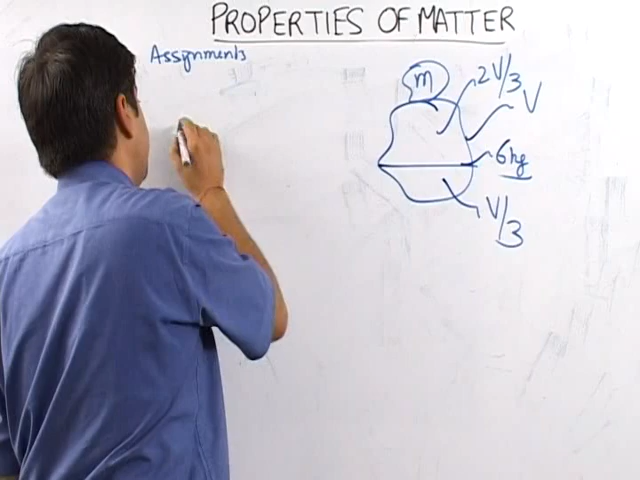 PROPERTIES OF MATTER
Assignments
m
2V/3
V
6kg
V/3